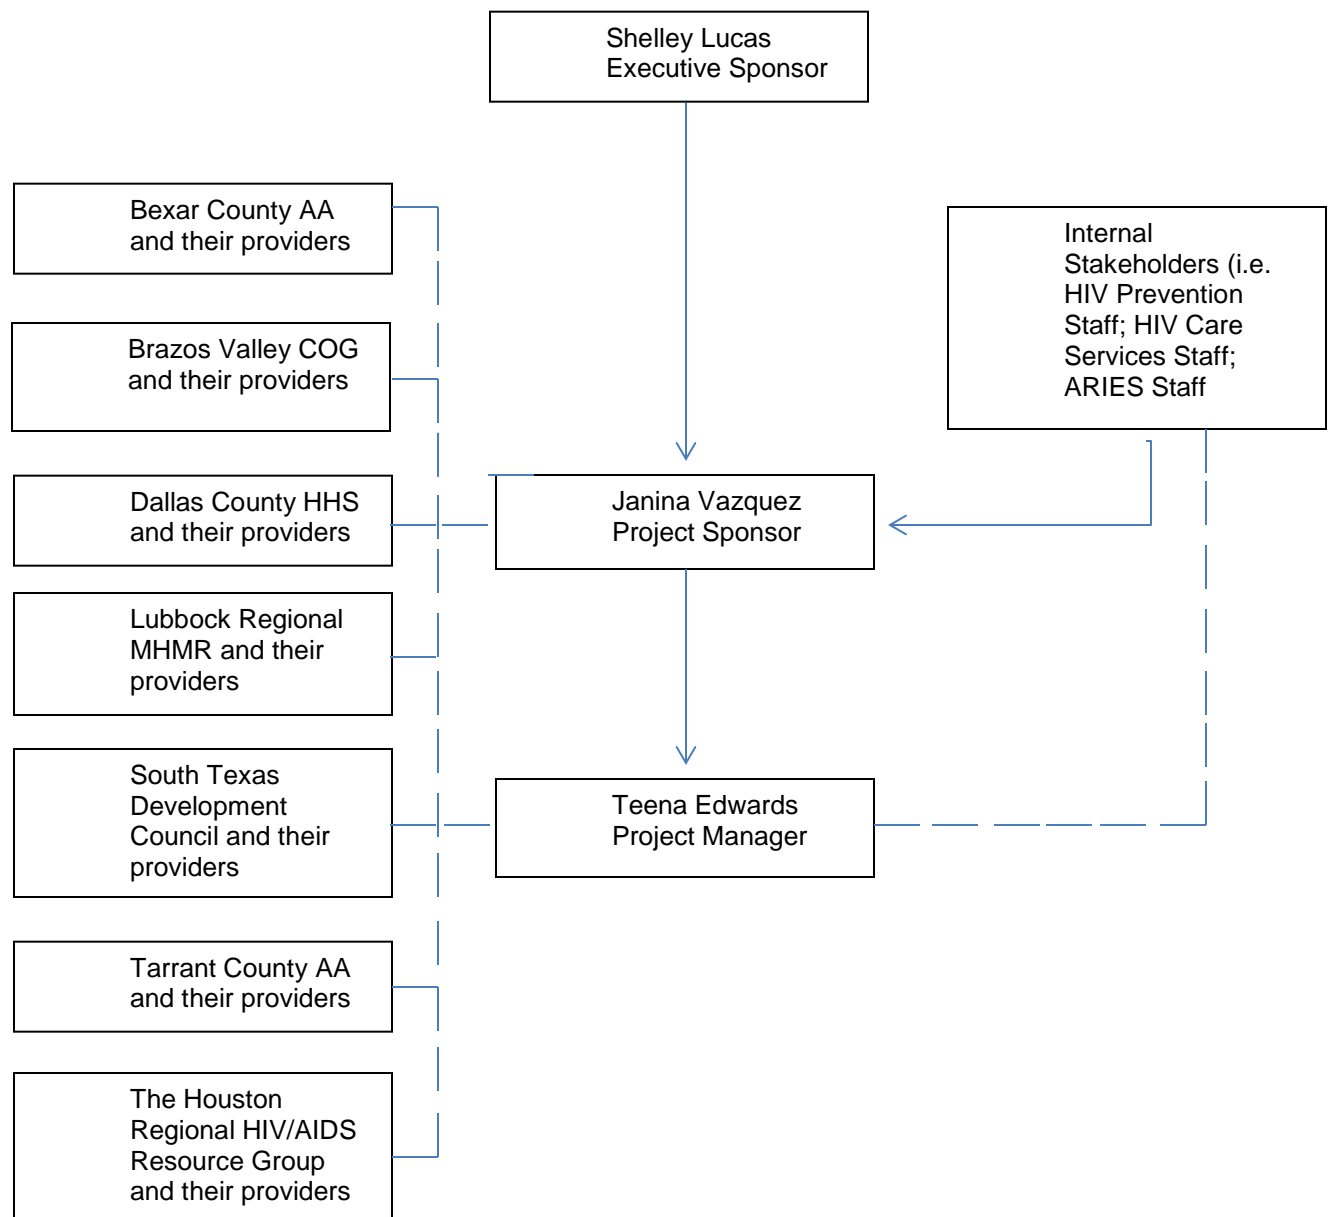 Shelley Lucas
Executive Sponsor
Bexar County AA
and their providers
Brazos Valley COG
and their providers
Dallas County HHS
and their providers
Lubbock Regional
MHMR and their
providers
South Texas
Development
Council and their
providers
Tarrant County AA
and their providers
The Houston
Regional HIV/AIDS
Resource Group
and their providers
Janina Vazquez
Project Sponsor
Teena Edwards
Project Manager
Internal
Stakeholders (i.e.
HIV Prevention
Staff; HIV Care
Services Staff;
ARIES Staff